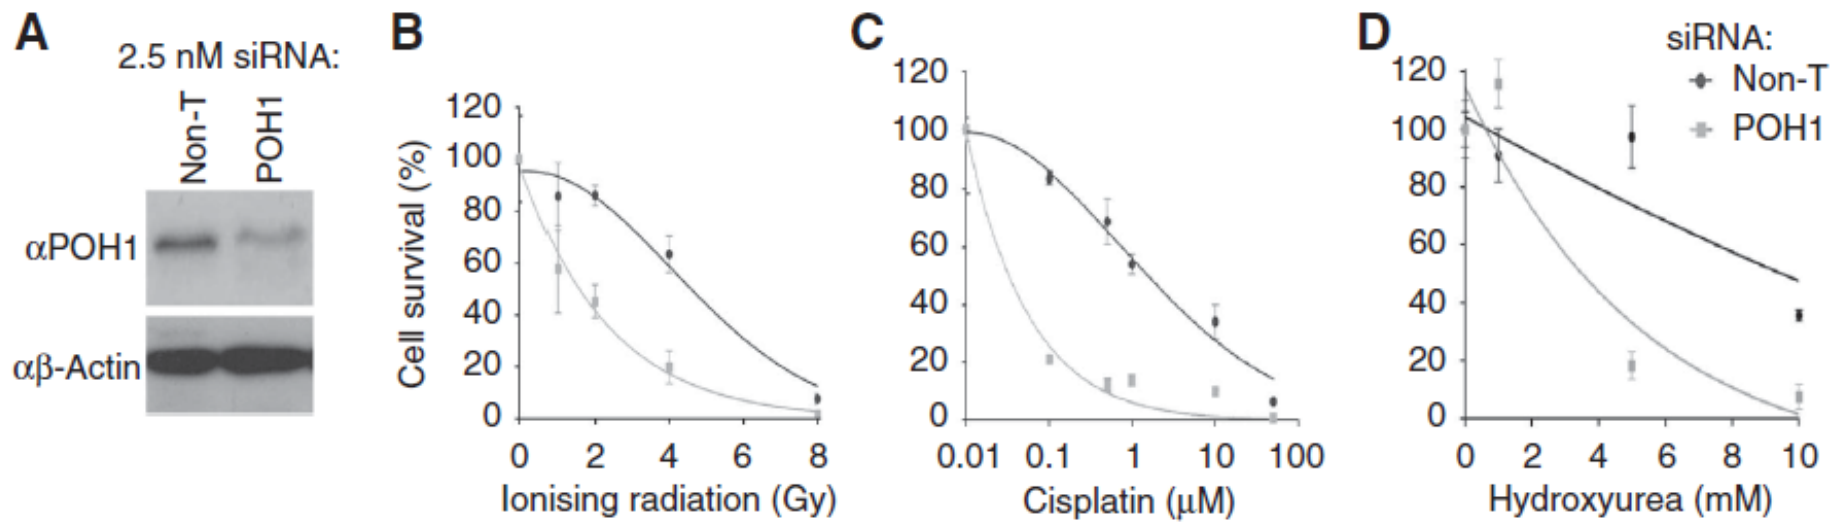 A
2.5 nM siRNA:
Non-T
POH1
αPOH1
αβ-Actin
B
120
100
80
60
40
20
0
Cell survival (%)
0 2 4 6 8
Ionising radiation (Gy)
C
120
100
80
60
40
20
0
0.01 0.1 1 10 100
Cisplatin (μM)
D
siRNA:
Non-T
POH1
120
100
80
60
40
20
0
0 2 4 6 8 10
Hydroxyurea (mM)